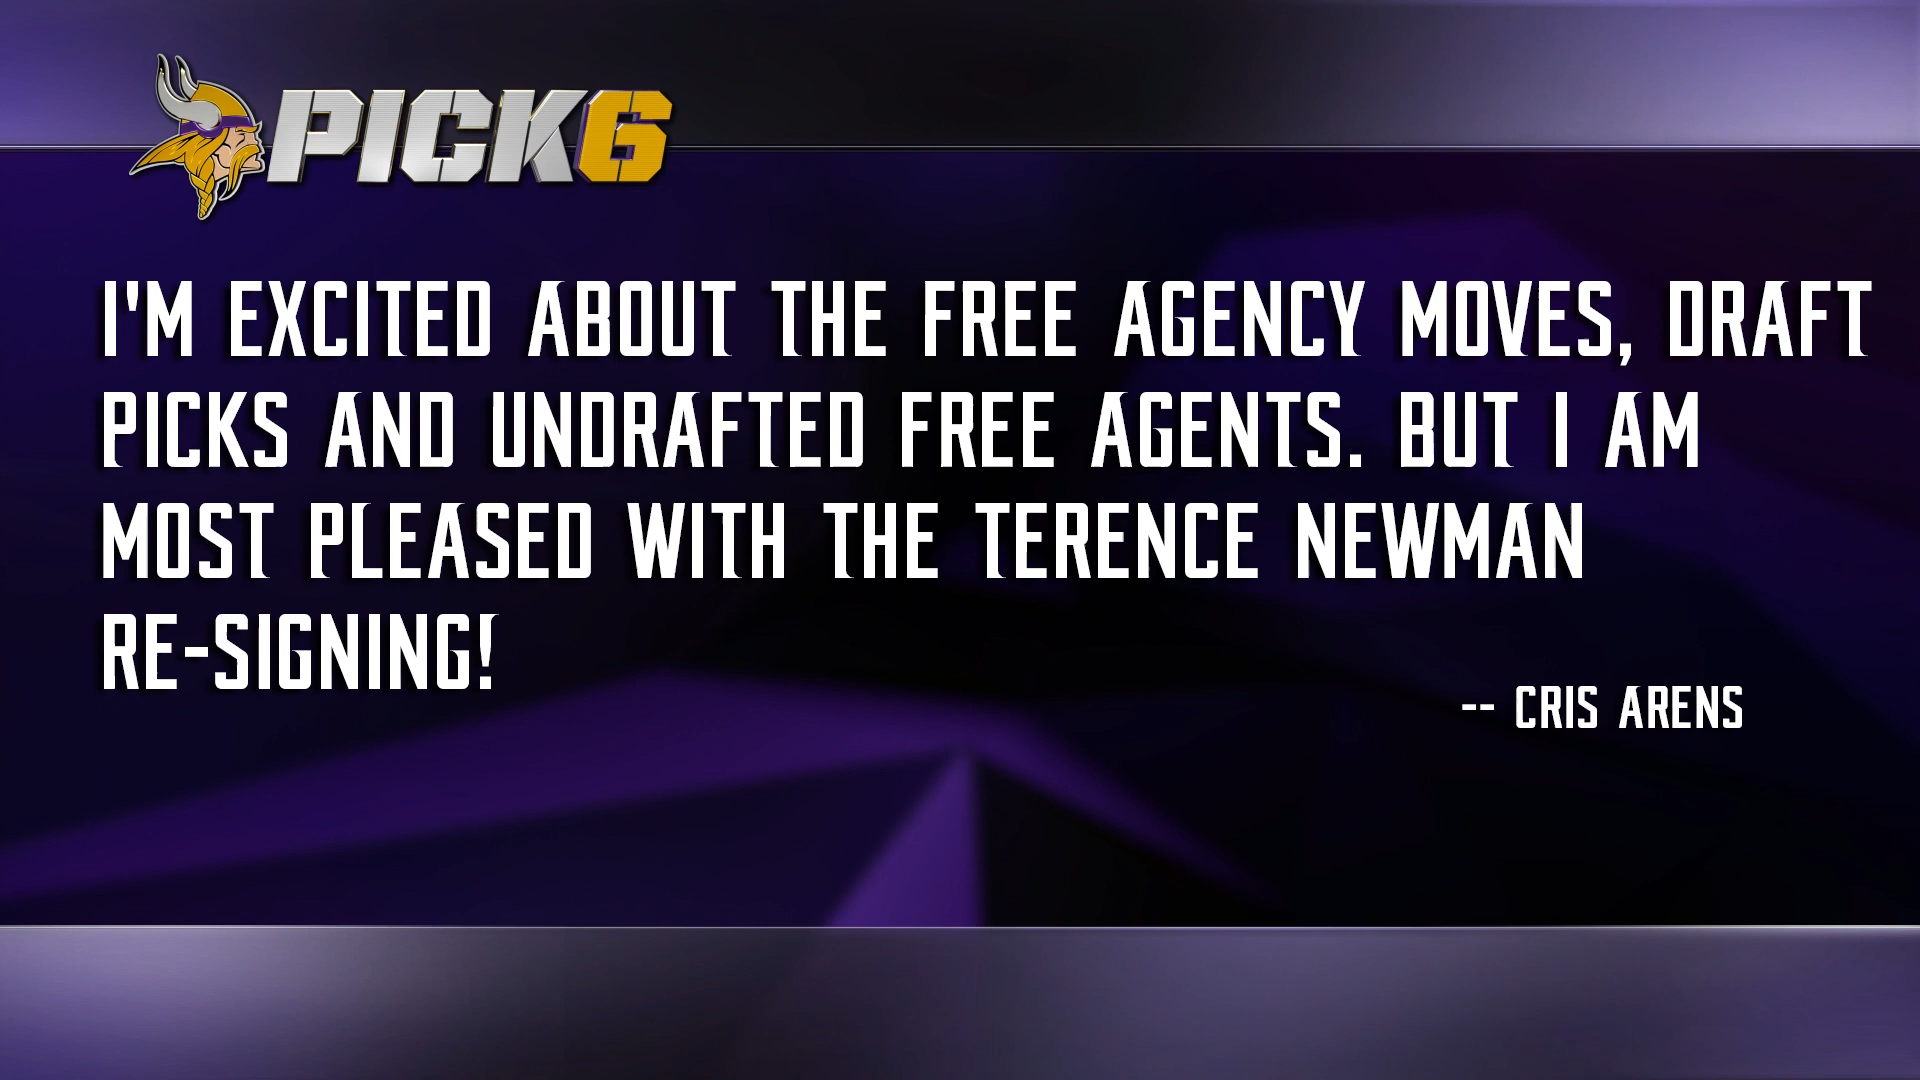 PICK6
I'M EXCITED ABOUT THE FREE AGENCY MOVES, DRAFT
PICKS AND UNDRAFTED FREE AGENTS. BUT I AM
MOST PLEASED WITH THE TERENCE NEWMAN
RE-SIGNING!
-- CRIS ARENS